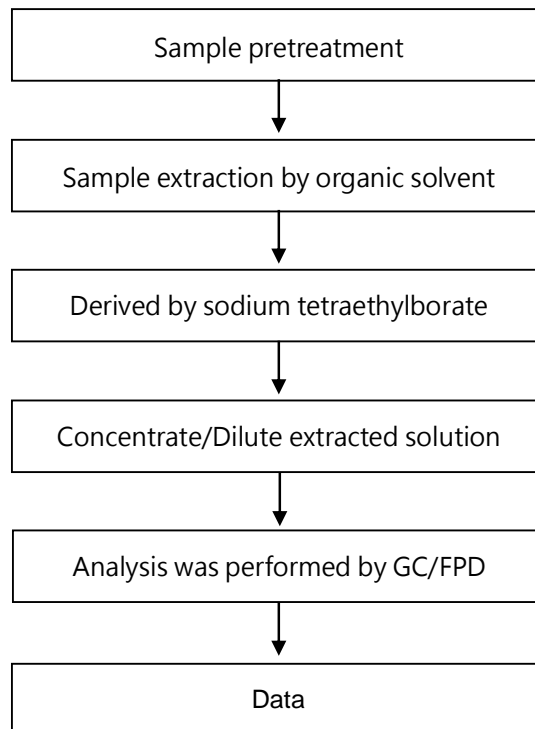 Sample pretreatment
Sample extraction by organic solvent
Derived by sodium tetraethylborate
Concentrate/Dilute extracted solution
Analysis was performed by GC/FPD
Data